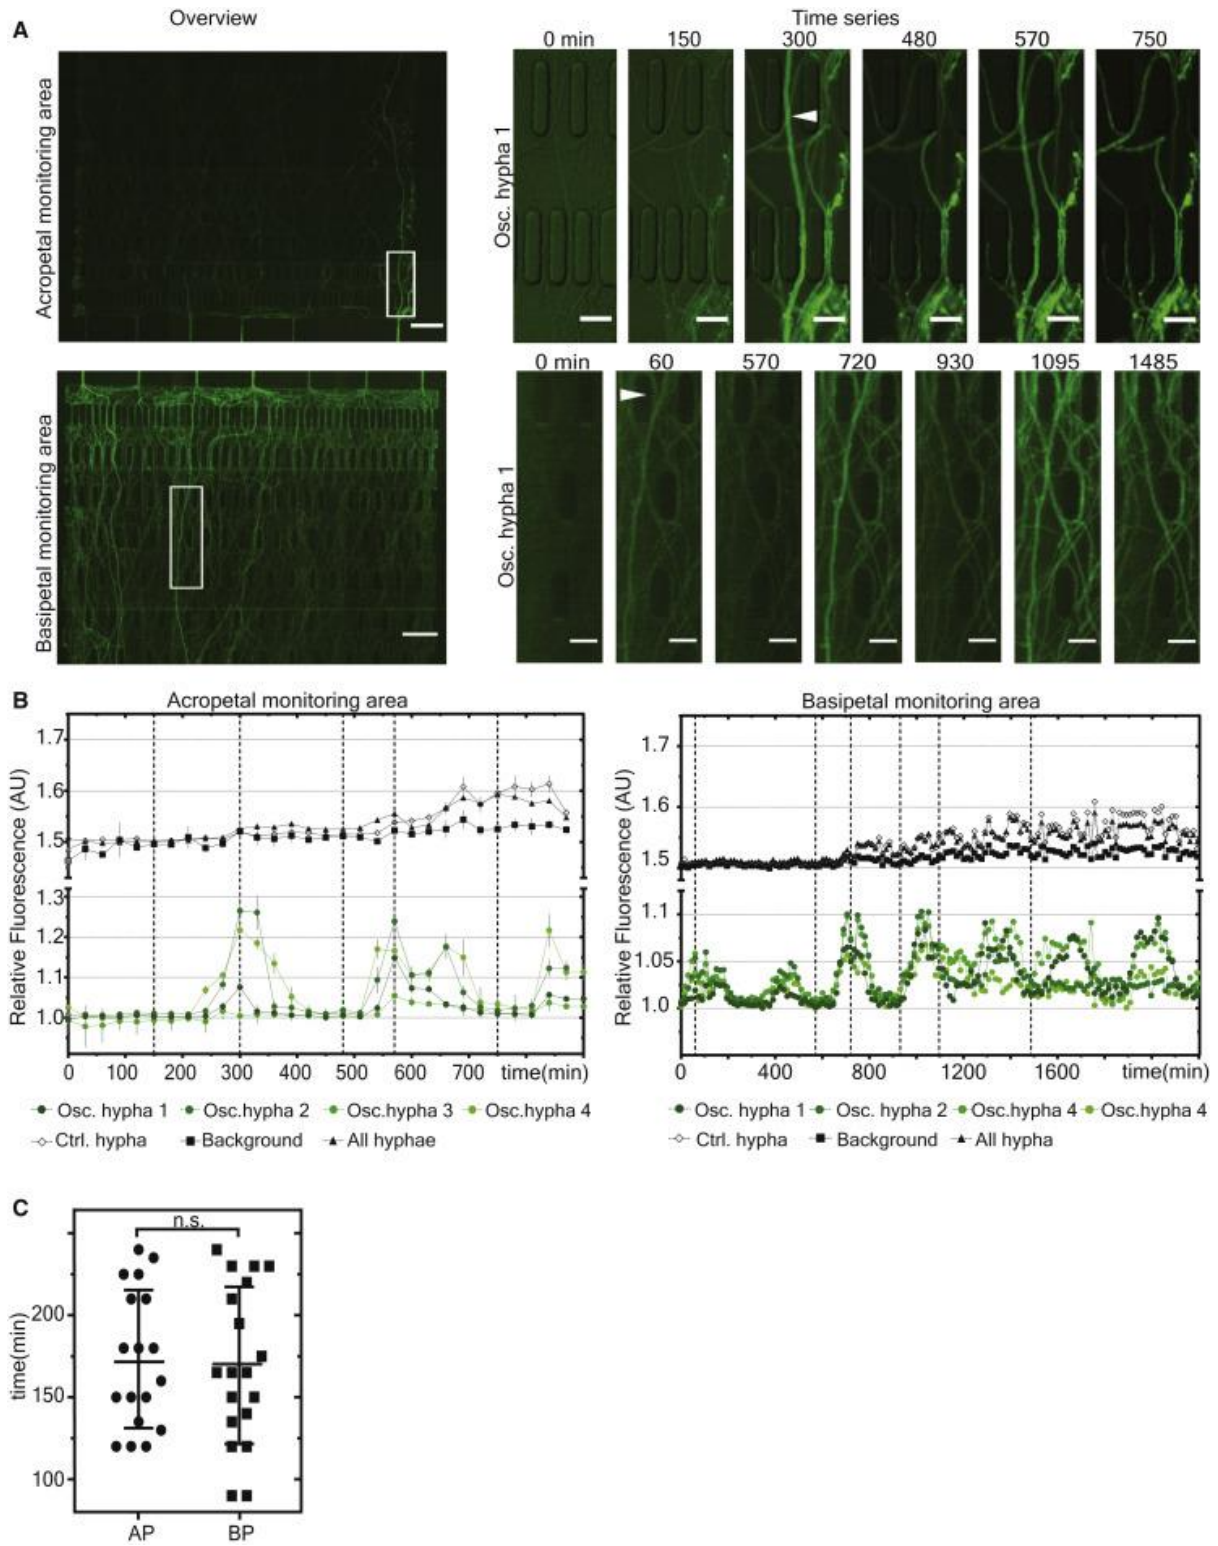 A
Overview
Time series
Acropetal monitoring area
0 min 150 300 480 570 750
Osc. hypha 1
Basipetal monitoring area
0 min 60 570 720 930 1095 1485
Osc. hypha 1
B
Acropetal monitoring area
Relative Fluorescence (AU)
1.7
1.6
1.5
1.3
1.2
1.1
1.0
0 100 200 300 400 500 600 700 time(min)
Osc. hypha 1 Osc.hypha 2 Osc.hypha 3 Osc.hypha 4
Ctrl. hypha Background All hyphae
Basipetal monitoring area
Relative Fluorescence (AU)
1.7
1.6
1.5
1.1
1.05
1.0
0 400 800 1200 1600 time(min)
Osc. hypha 1 Osc. hypha 2 Osc.hypha 4 Osc.hypha 4
Ctrl. hypha Background All hypha
C
n.s.
time(min)
200
150
100
AP BP